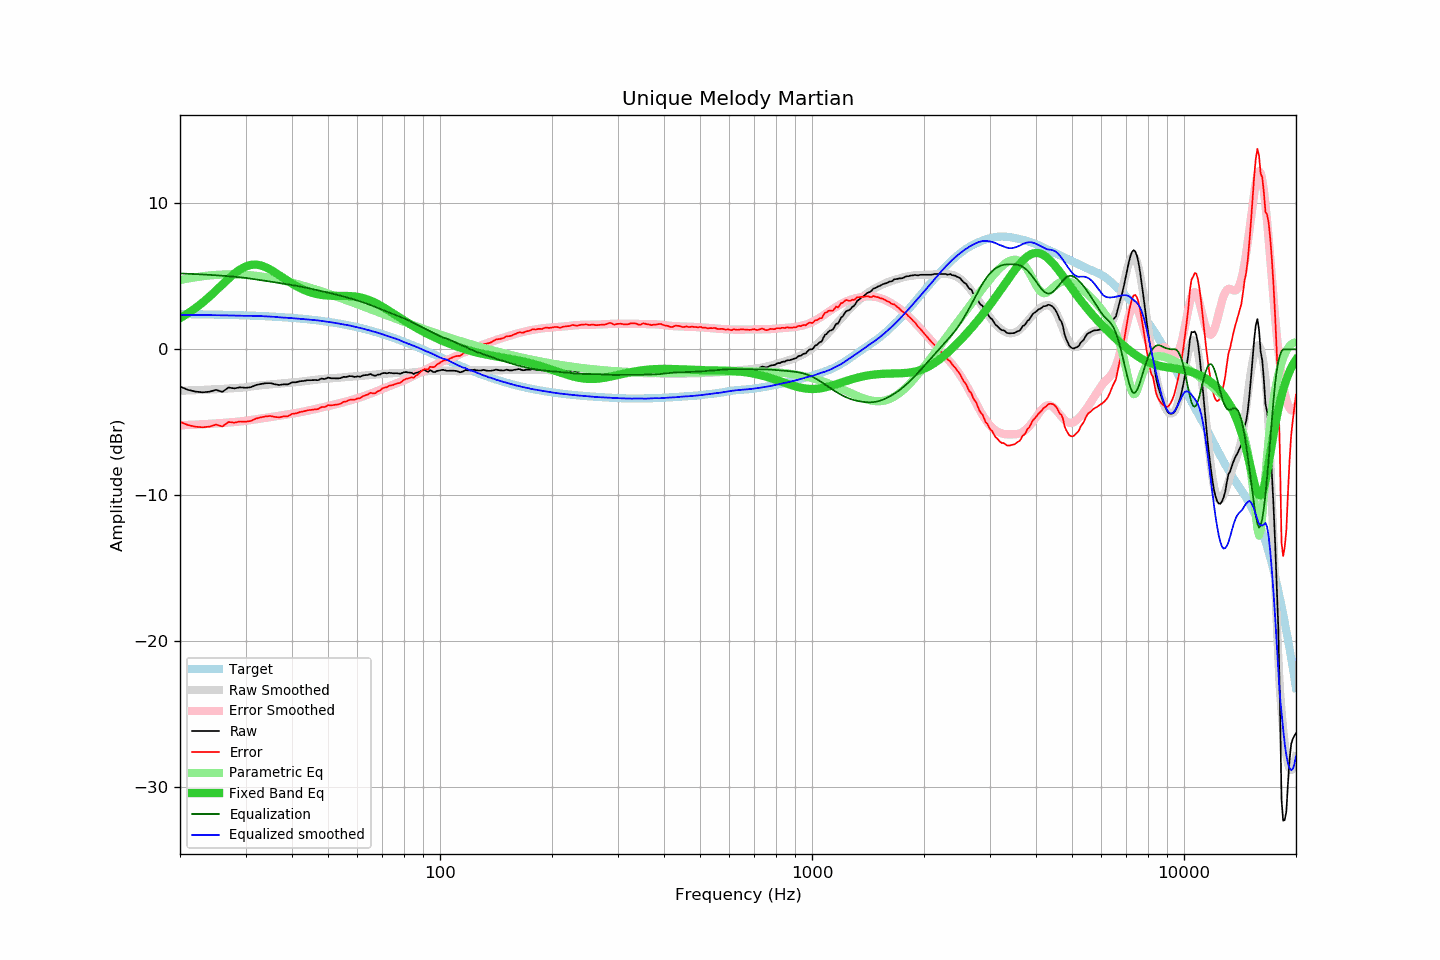 Unique Melody Martian
10
0
−10
−20
−30
Amplitude (dBr)
Target
Raw Smoothed
Error Smoothed
Raw
Error
Parametric Eq
Fixed Band Eq
Equalization
Equalized smoothed
100
1000
10000
Frequency (Hz)